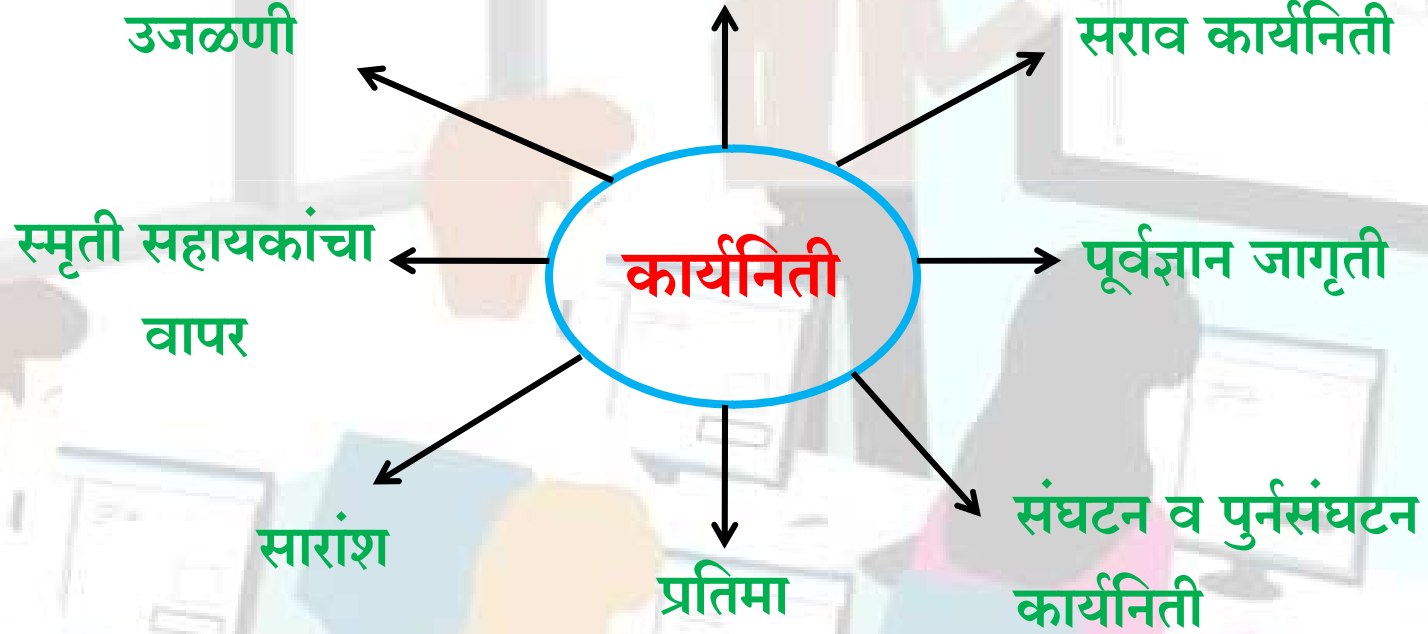 उजळणी
सराव कार्यनिती
स्मृती सहायकांचा
वापर
कार्यनिती
पूर्वज्ञान जागृती
सारांश
प्रतिमा
संघटन व पुर्नसंघटन
कार्यनिती